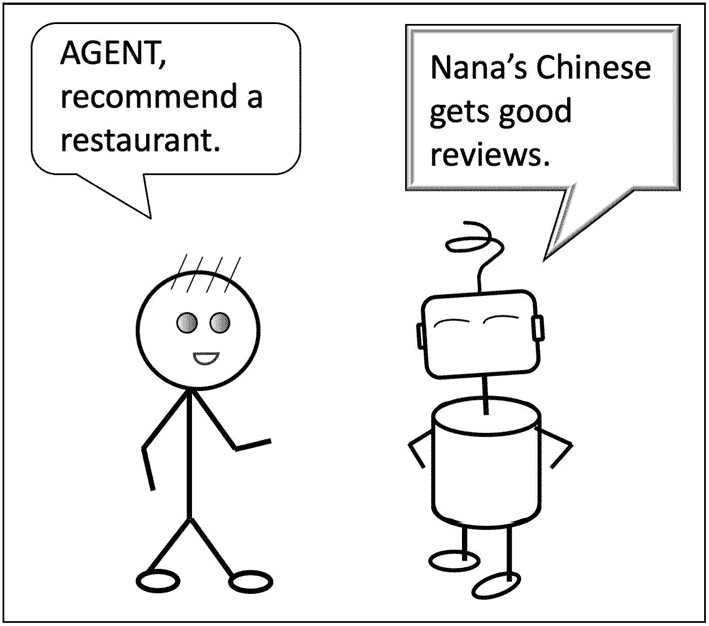 AGENT,
recommend a
restaurant.
Nana’s Chinese
gets good
reviews.